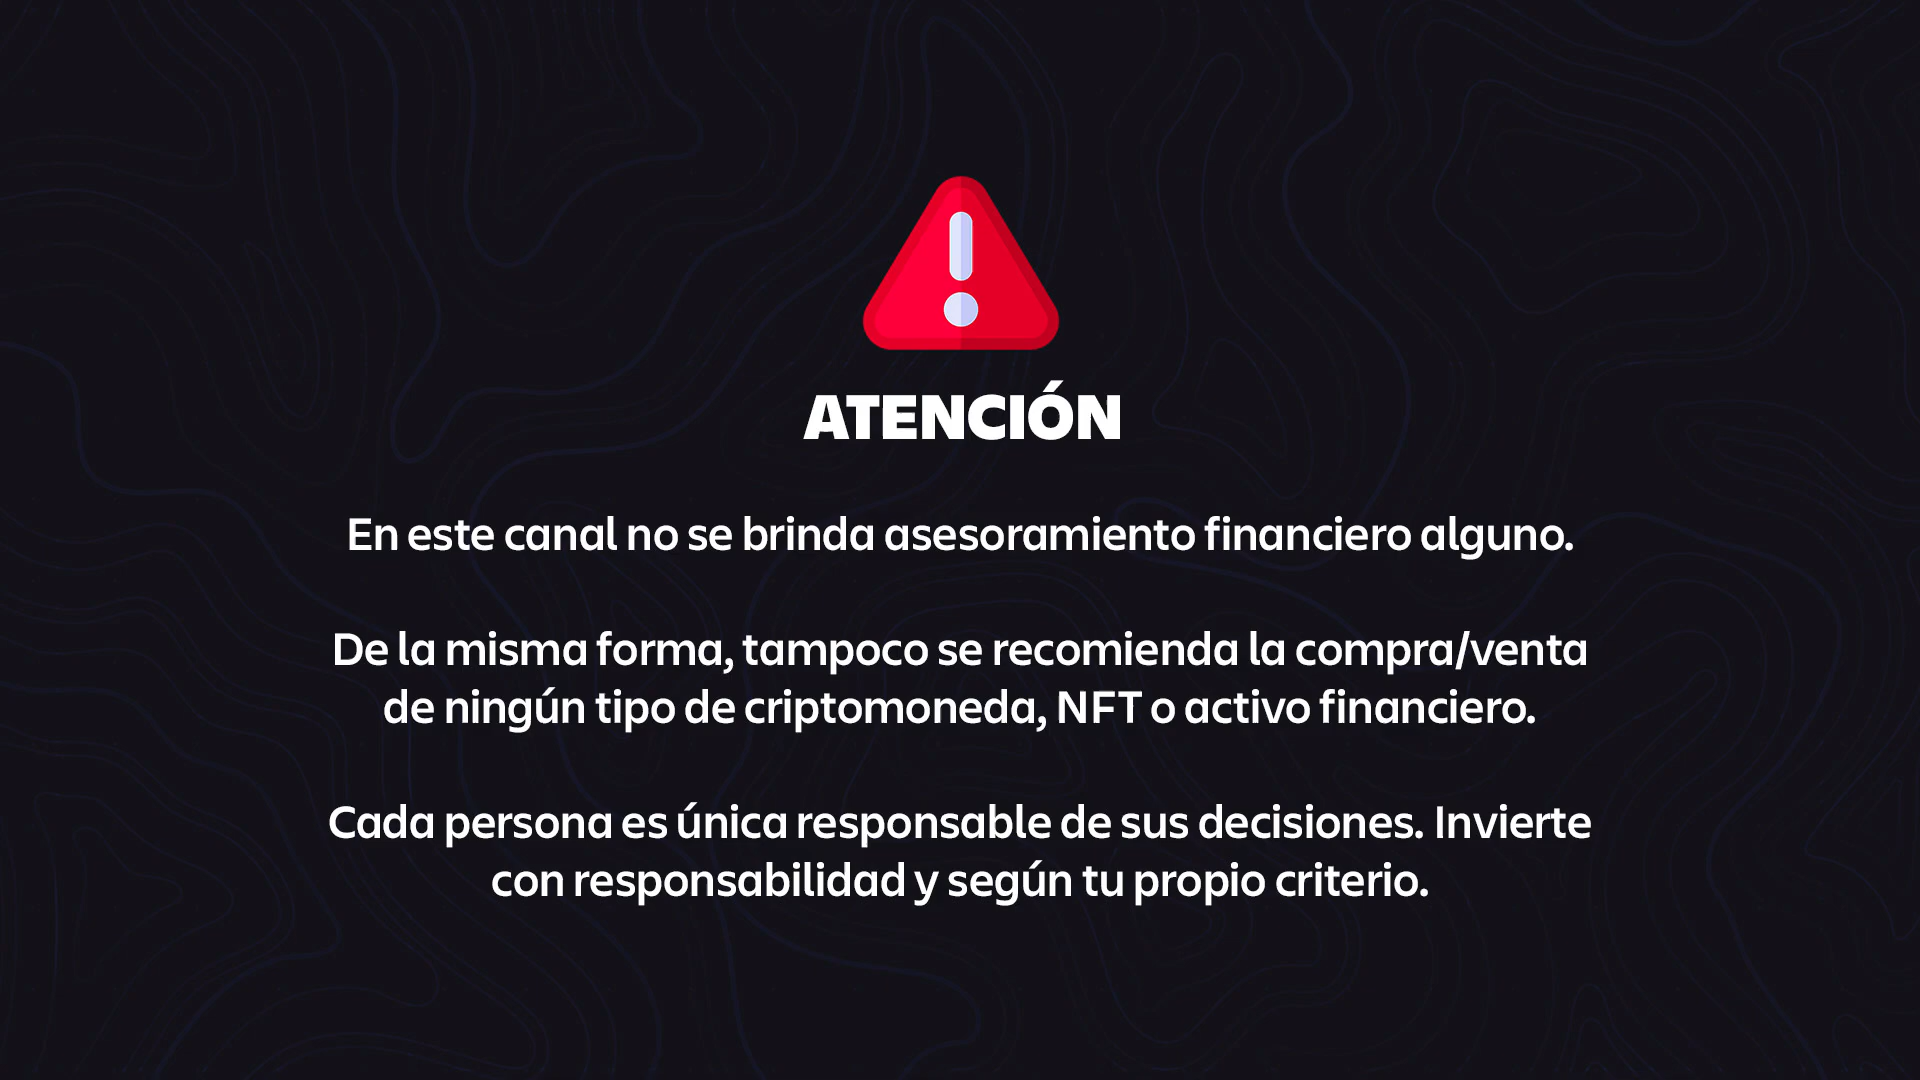 ATENCIÓN
En este canal no se brinda asesoramiento financiero alguno.
De la misma forma, tampoco se recomienda la compra/venta
de ningún tipo de criptomoneda, NFT o activo financiero.
Cada persona es única responsable de sus decisiones. Invierte
con responsabilidad y según tu propio criterio.